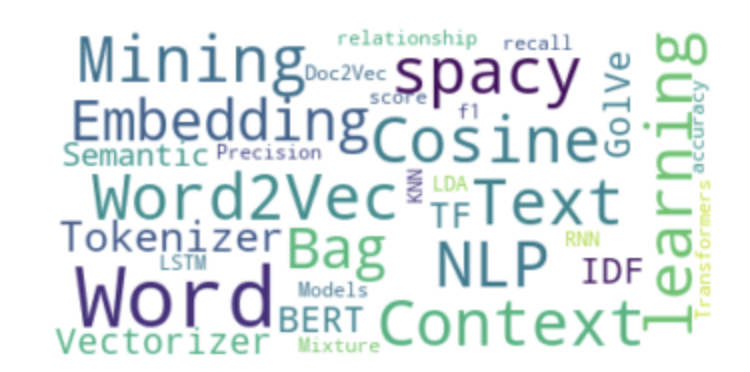 relationship
recall
Mining
Doc2Vec
spacy
GolVe
learning
score
f1
accuracy
Embedding
Cosine
Semantic
Precision
Word2Vec
KNN
LDA
TF
Text
Transformers
Tokenizer
Bag
NLP
RNN
LSTM
IDF
Word
Models
BERT
Context
Vectorizer
Mixture